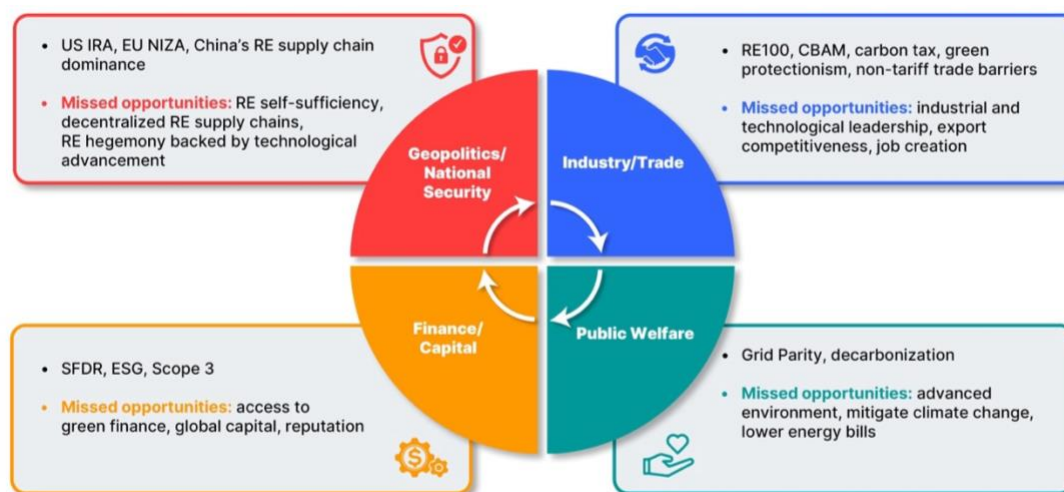 • US IRA, EU NIZA, China's RE supply chain
dominance
• Missed opportunities: RE self-sufficiency,
decentralized RE supply chains,
RE hegemony backed by technological
advancement
• RE100, CBAM, carbon tax, green
protectionism, non-tariff trade barriers
• Missed opportunities: industrial and
technological leadership, export
competitiveness, job creation
Geopolitics/
National
Security
Industry/Trade
Finance/
Capital
Public Welfare
• SFDR, ESG, Scope 3
• Missed opportunities: access to
green finance, global capital, reputation
$
• Grid Parity, decarbonization
• Missed opportunities: advanced
environment, mitigate climate change,
lower energy bills